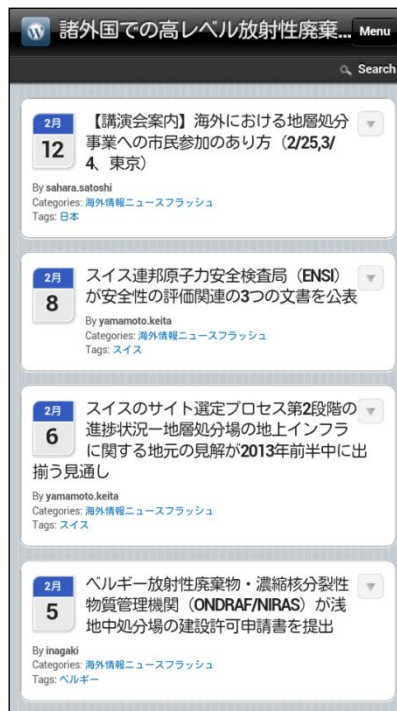 諸外国での高レベル放射性廃棄...
Menu
Search
2月
12
【講演会案内】海外における地層処分
事業への市民参加のあり方（2/25,3/
4、東京）
By sahara.satoshi
Categories: 海外情報ニュースフラッシュ
Tags: 日本
2月
8
スイス連邦原子力安全検査局（ENSI）
が安全性の評価関連の3つの文書を公表
By yamamoto.keita
Categories: 海外情報ニュースフラッシュ
Tags: スイス
2月
6
スイスのサイト選定プロセス第2段階の
進捗状況ー地層処分場の地上インフラ
に関する地元の見解が2013年前半中に出
揃う見通し
By yamamoto.keita
Categories: 海外情報ニュースフラッシュ
Tags: スイス
2月
5
ベルギー放射性廃棄物・濃縮核分裂性
物質管理機関（ONDRAF/NIRAS）が浅
地中処分場の建設許可申請書を提出
By inagaki
Categories: 海外情報ニュースフラッシュ
Tags: ベルギー